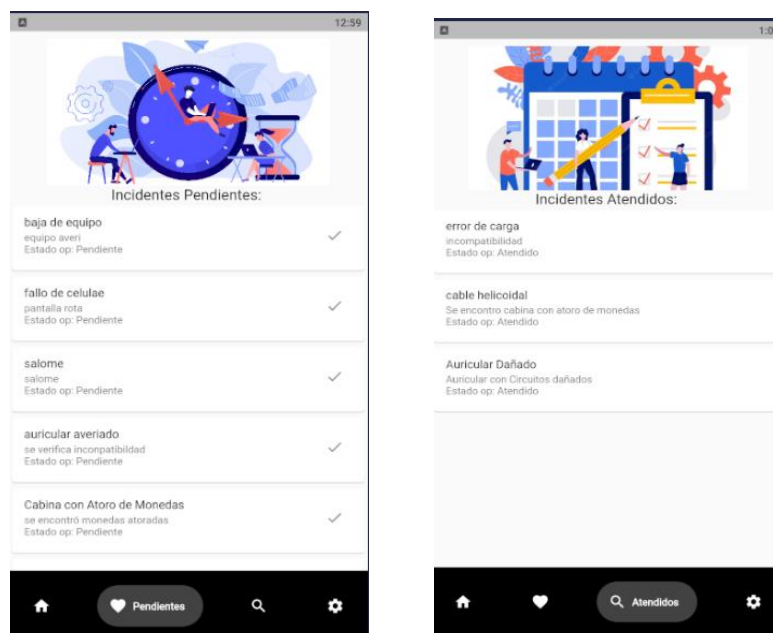 12:59
Incidentes Pendientes:
baja de equipo
equipo averi
Estado op: Pendiente
fallo de celulae
pantalla rota
Estado op: Pendiente
salome
salome
Estado op: Pendiente
auricular averiado
se verifica inconpatibildad
Estado op: Pendiente
Cabina con Atoro de Monedas
se encontró monedas atoradas
Estado op: Pendiente
Pendientes
Incidentes Atendidos:
error de carga
incompatibilidad
Estado op: Atendido
cable helicoidal
Se encontro cabina con atoro de monedas
Estado op: Atendido
Auricular Dañado
Auricular con Circuitos dañados
Estado op: Atendido
Atendidos